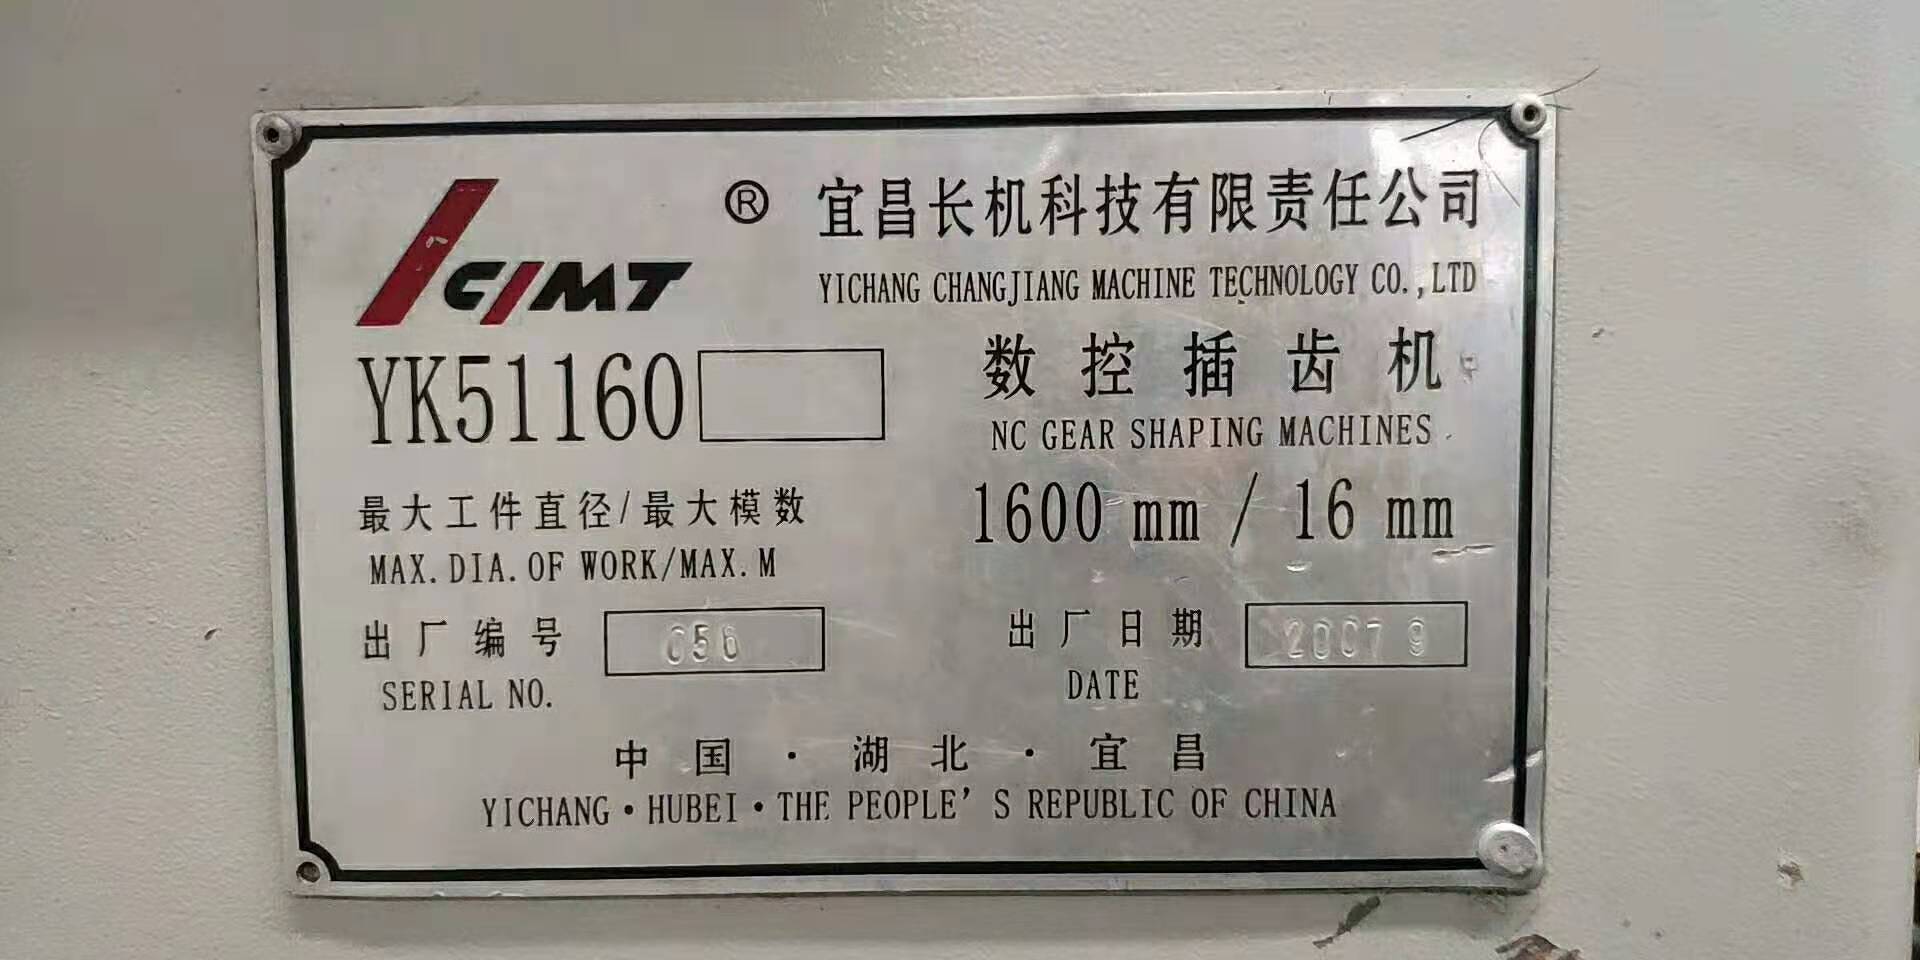 CJMT ® 宜昌长机科技有限责任公司
YICHANG CHANGJIANG MACHINE TECHNOLOGY CO.,LTD
YK51160 数控插齿机
NC GEAR SHAPING MACHINES
最大工件直径/最大模数 1600 mm / 16 mm
MAX.DIA.OF WORK/MAX.M
出厂编号 056 出厂日期 2007 9
SERIAL NO. DATE
中国·湖北·宜昌
YICHANG·HUBEI·THE PEOPLE'S REPUBLIC OF CHINA